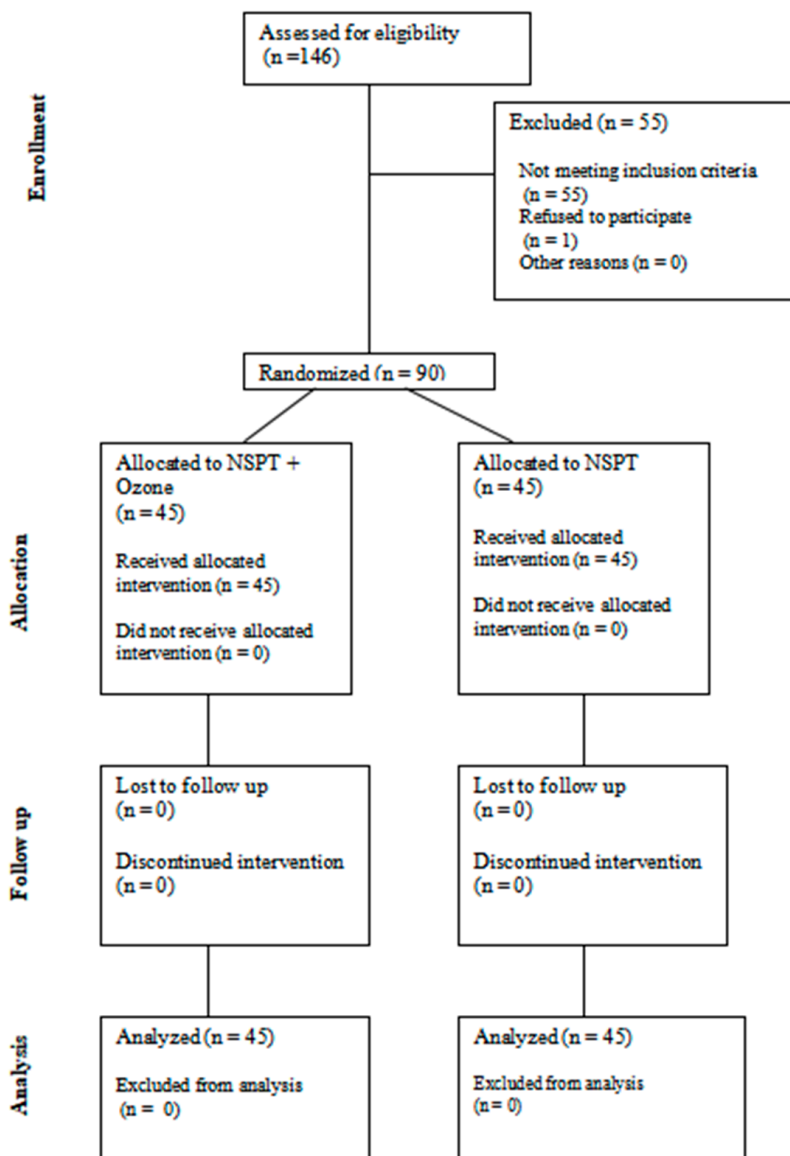 Assessed for eligibility
(n =146)
Enrollment
Excluded (n = 55)
Not meeting inclusion criteria
(n = 55)
Refused to participate
(n = 1)
Other reasons (n = 0)
Randomized (n = 90)
Allocation
Allocated to NSPT +
Ozone
(n = 45)
Received allocated
intervention (n = 45)
Did not receive allocated
intervention (n = 0)
Allocated to NSPT
(n = 45)
Received allocated
intervention (n = 45)
Did not receive allocated
intervention (n = 0)
Follow up
Lost to follow up
(n = 0)
Discontinued intervention
(n = 0)
Lost to follow up
(n = 0)
Discontinued intervention
(n = 0)
Analysis
Analyzed (n = 45)
Excluded from analysis
(n = 0)
Analyzed (n = 45)
Excluded from analysis
(n = 0)